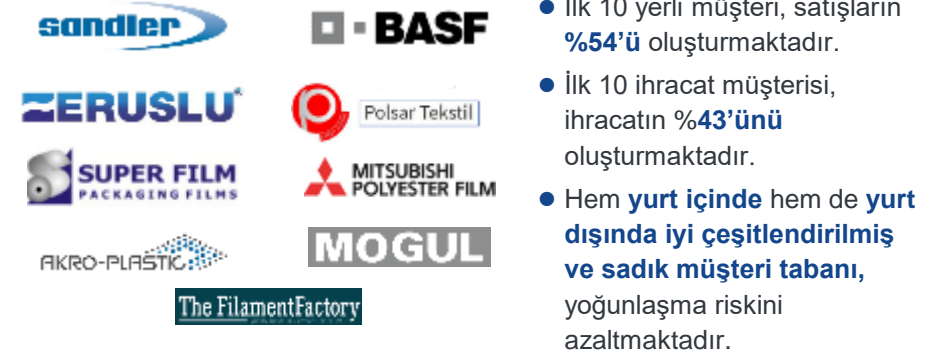 sandler
BASF
ZERUSLU
Polsar Tekstil
SUPER FILM
PACKAGING FILMS
MITSUBISHI
POLYESTER FILM
AKRO-PLASTIC
MOGUL
The FilamentFactory
İlk 10 yerli müşteri, satışların
%54’ü oluşturmaktadır.
İlk 10 ihracat müşterisi,
ihracatın %43’ünü
oluşturmaktadır.
Hem yurt içinde hem de yurt
dışında iyi çeşitlendirilmiş
ve sadık müşteri tabanı,
yoğunlaşma riskini
azaltmaktadır.